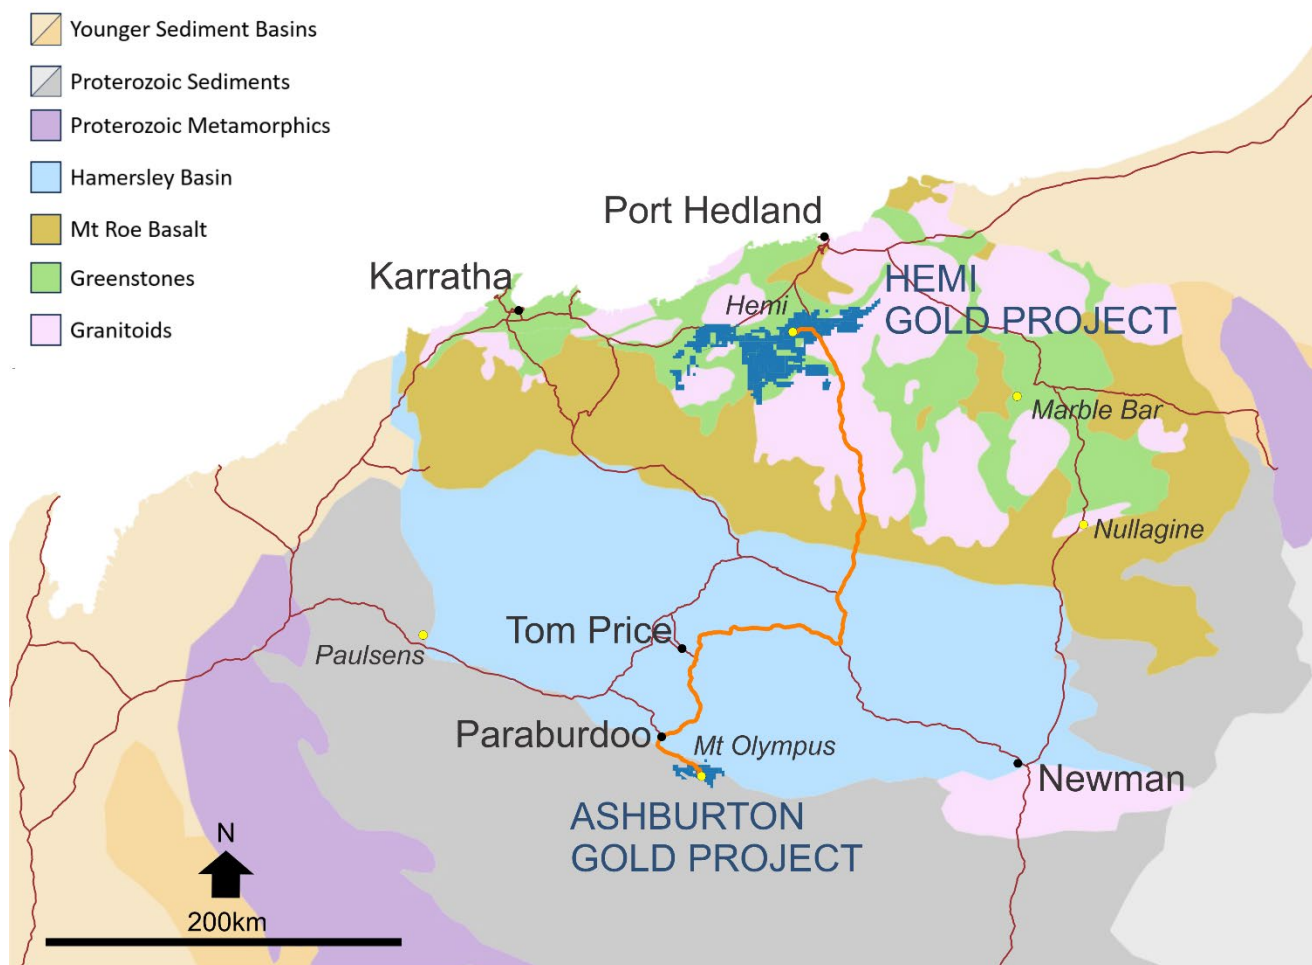 Younger Sediment Basins
Proterozoic Sediments
Proterozoic Metamorphics
Hamersley Basin
Mt Roe Basalt
Greenstones
Granitoids
Port Hedland
Karratha
HEMI
GOLD PROJECT
Hemi
Marble Bar
Nullagine
Tom Price
Paulsens
Paraburdoo
Mt Olympus
Newman
ASHBURTON
GOLD PROJECT
N
200km